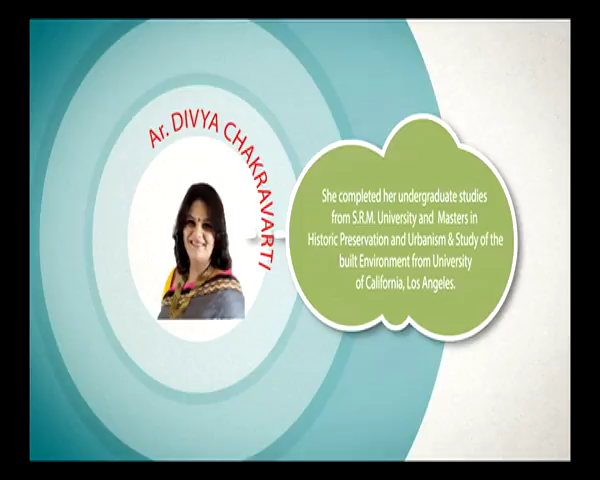 Ar. DIVYA CHAKRAVARTI
She completed her undergraduate studies
from S.R.M. University and Masters in
Historic Preservation and Urbanism & Study of the
built Environment from University
of California, Los Angeles.